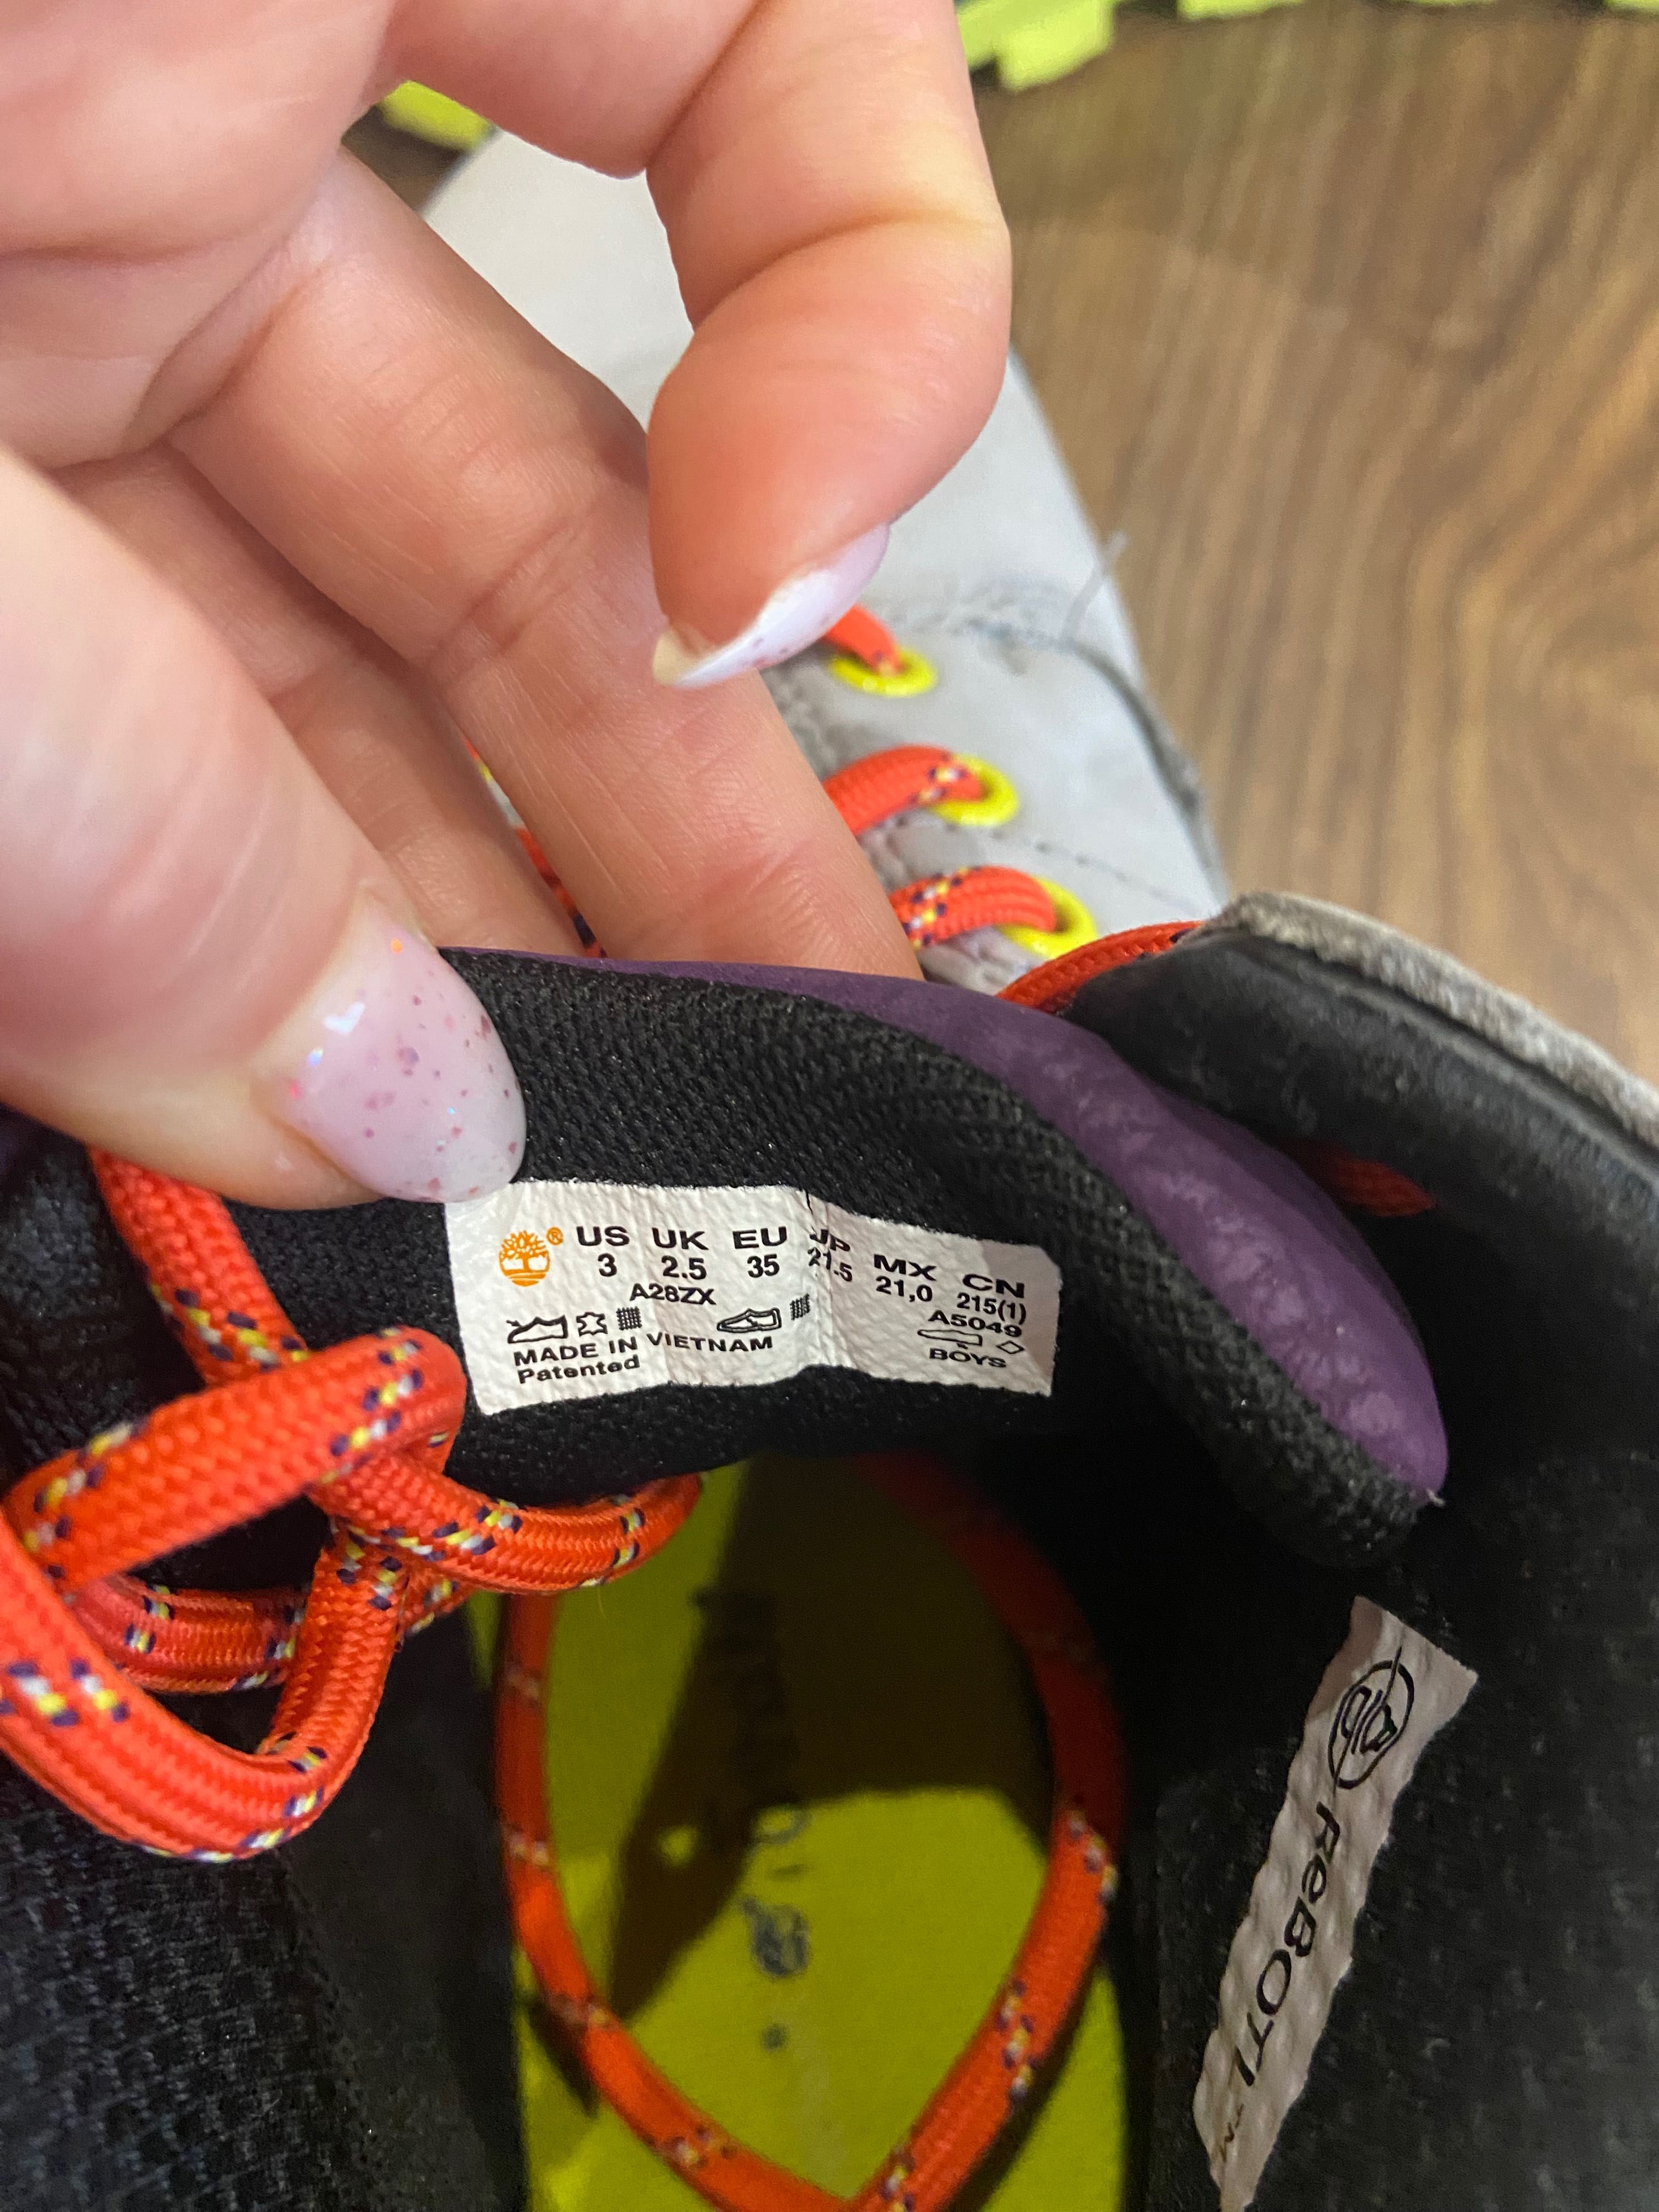 ® US UK EU JP MX CN
3 2.5 35 21.5 21,0 215(1)
A28ZX A5049
MADE IN VIETNAM BOYS
Patented
ReBOTL™